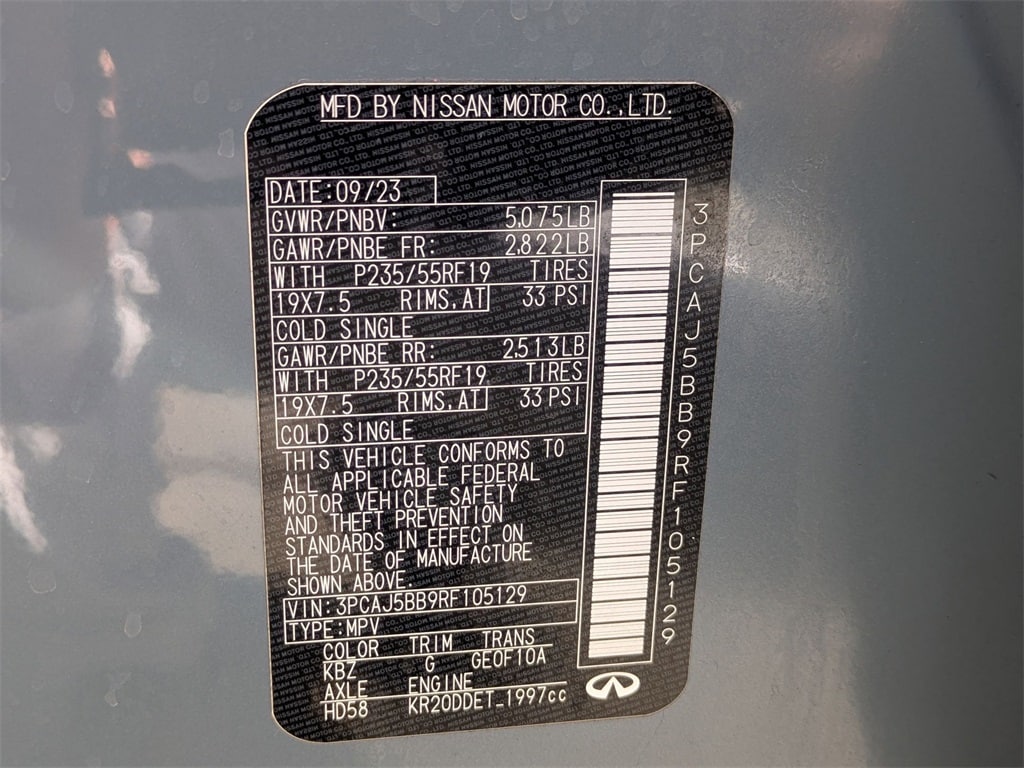 MFD BY NISSAN MOTOR CO.,LTD.
DATE:09/23
GVWR/PNBV: 5,075LB
GAWR/PNBE FR: 2,822LB
WITH P235/55RF19 TIRES
19X7.5 RIMS,AT 33 PSI
COLD SINGLE
GAWR/PNBE RR: 2,513LB
WITH P235/55RF19 TIRES
19X7.5 RIMS,AT 33 PSI
COLD SINGLE
THIS VEHICLE CONFORMS TO
ALL APPLICABLE FEDERAL
MOTOR VEHICLE SAFETY
AND THEFT PREVENTION
STANDARDS IN EFFECT ON
THE DATE OF MANUFACTURE
SHOWN ABOVE.
VIN:3PCAJ5BB9RF105129
TYPE:MPV
COLOR TRIM TRANS
KBZ G GE0F10A
AXLE ENGINE
HD58 KR20DDET_1997cc
3PCAJ5BB9RF105129